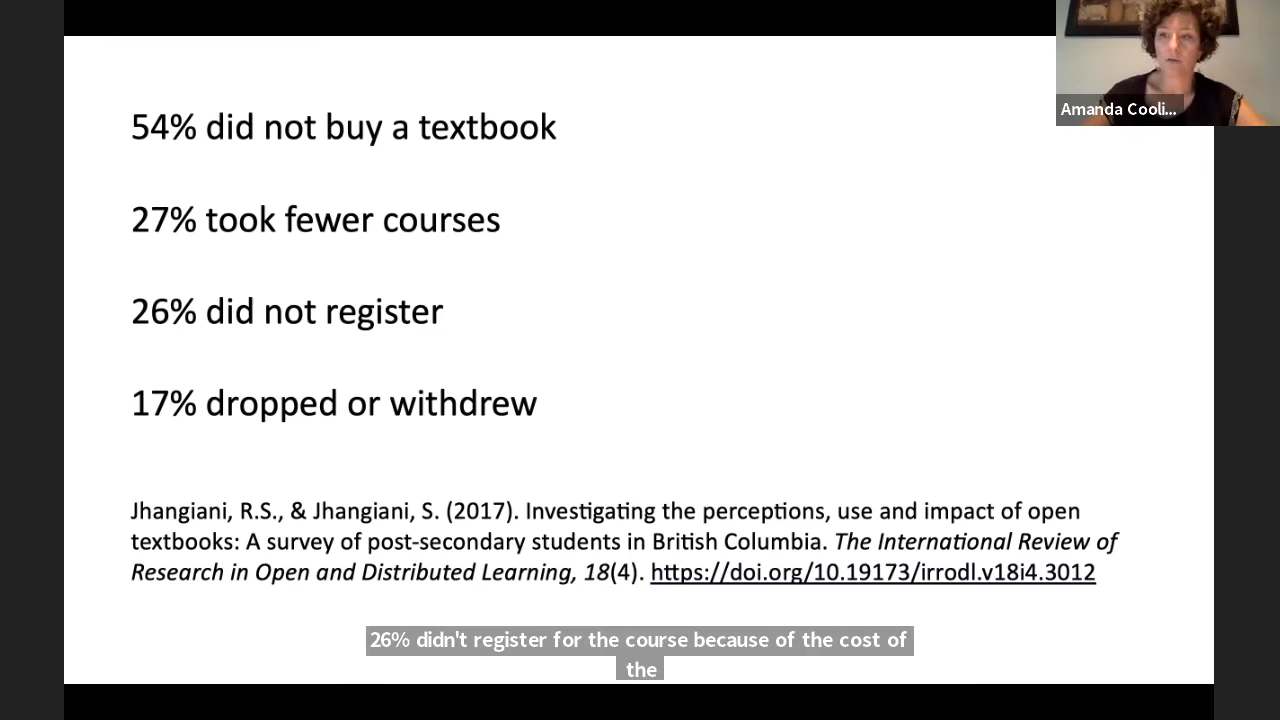 54% did not buy a textbook
27% took fewer courses
26% did not register
17% dropped or withdrew
Jhangiani, R.S., & Jhangiani, S. (2017). Investigating the perceptions, use and impact of open
textbooks: A survey of post-secondary students in British Columbia. The International Review of
Research in Open and Distributed Learning, 18(4). https://doi.org/10.19173/irrodl.v18i4.3012
26% didn't register for the course because of the cost of
the
Amanda Cooli...